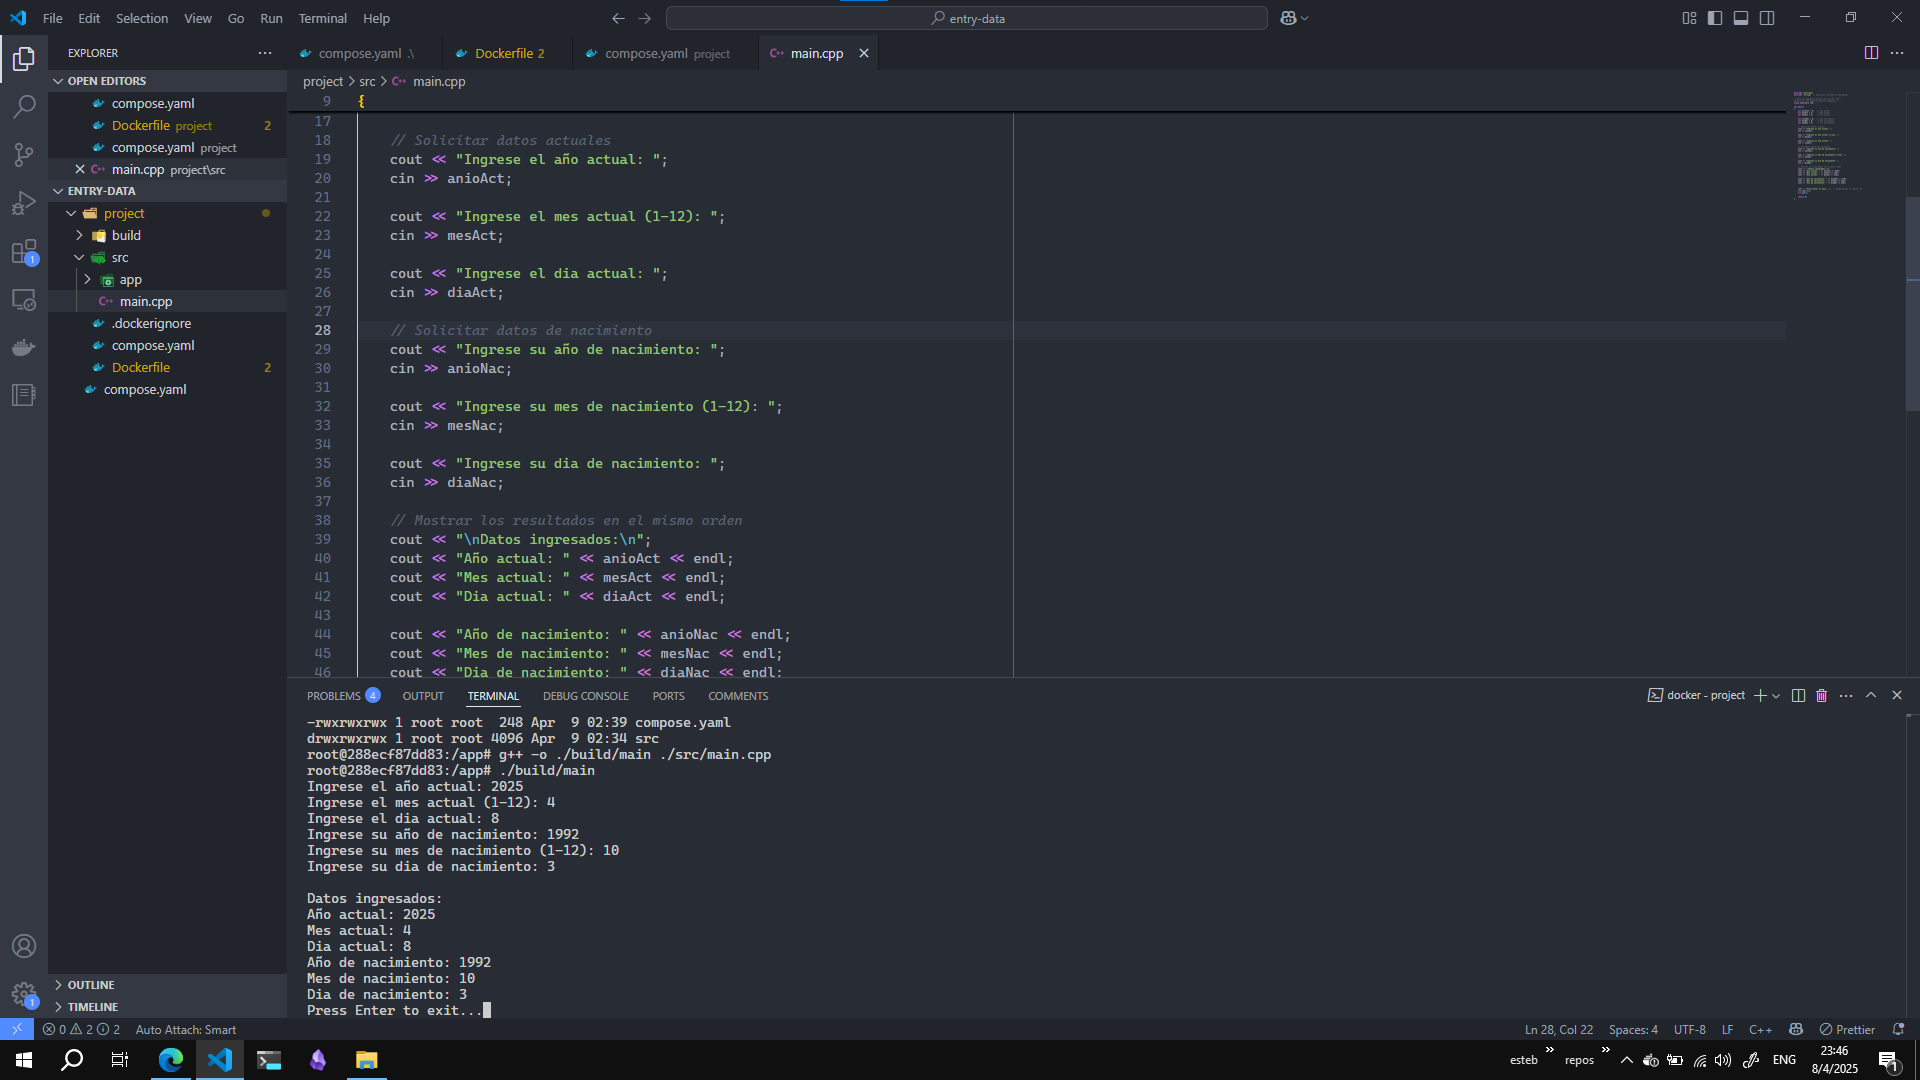 File Edit Selection View Go Run Terminal Help
entry-data
EXPLORER
compose.yaml .\
Dockerfile 2
compose.yaml project
main.cpp
OPEN EDITORS
compose.yaml
Dockerfile project 2
compose.yaml project
main.cpp project\src
ENTRY-DATA
project
build
src
app
main.cpp
.dockerignore
compose.yaml
Dockerfile 2
compose.yaml
OUTLINE
TIMELINE
project > src > main.cpp
9 {
17
18 // Solicitar datos actuales
19 cout << "Ingrese el año actual: ";
20 cin >> anioAct;
21
22 cout << "Ingrese el mes actual (1-12): ";
23 cin >> mesAct;
24
25 cout << "Ingrese el dia actual: ";
26 cin >> diaAct;
27
28 // Solicitar datos de nacimiento
29 cout << "Ingrese su año de nacimiento: ";
30 cin >> anioNac;
31
32 cout << "Ingrese su mes de nacimiento (1-12): ";
33 cin >> mesNac;
34
35 cout << "Ingrese su dia de nacimiento: ";
36 cin >> diaNac;
37
38 // Mostrar los resultados en el mismo orden
39 cout << "\nDatos ingresados:\n";
40 cout << "Año actual: " << anioAct << endl;
41 cout << "Mes actual: " << mesAct << endl;
42 cout << "Dia actual: " << diaAct << endl;
43
44 cout << "Año de nacimiento: " << anioNac << endl;
45 cout << "Mes de nacimiento: " << mesNac << endl;
46 cout << "Dia de nacimiento: " << diaNac << endl;
PROBLEMS 4 OUTPUT TERMINAL DEBUG CONSOLE PORTS COMMENTS
docker - project
-rwxrwxrwx 1 root root  248 Apr  9 02:39 compose.yaml
drwxrwxrwx 1 root root 4096 Apr  9 02:34 src
root@288ecf87dd83:/app# g++ -o ./build/main ./src/main.cpp
root@288ecf87dd83:/app# ./build/main
Ingrese el año actual: 2025
Ingrese el mes actual (1-12): 4
Ingrese el dia actual: 8
Ingrese su año de nacimiento: 1992
Ingrese su mes de nacimiento (1-12): 10
Ingrese su dia de nacimiento: 3
Datos ingresados:
Año actual: 2025
Mes actual: 4
Dia actual: 8
Año de nacimiento: 1992
Mes de nacimiento: 10
Dia de nacimiento: 3
Press Enter to exit...
1
1
0 2 2 Auto Attach: Smart
Ln 28, Col 22 Spaces: 4 UTF-8 LF C++ Prettier
esteb » repos » ENG
23:46
8/4/2025
1